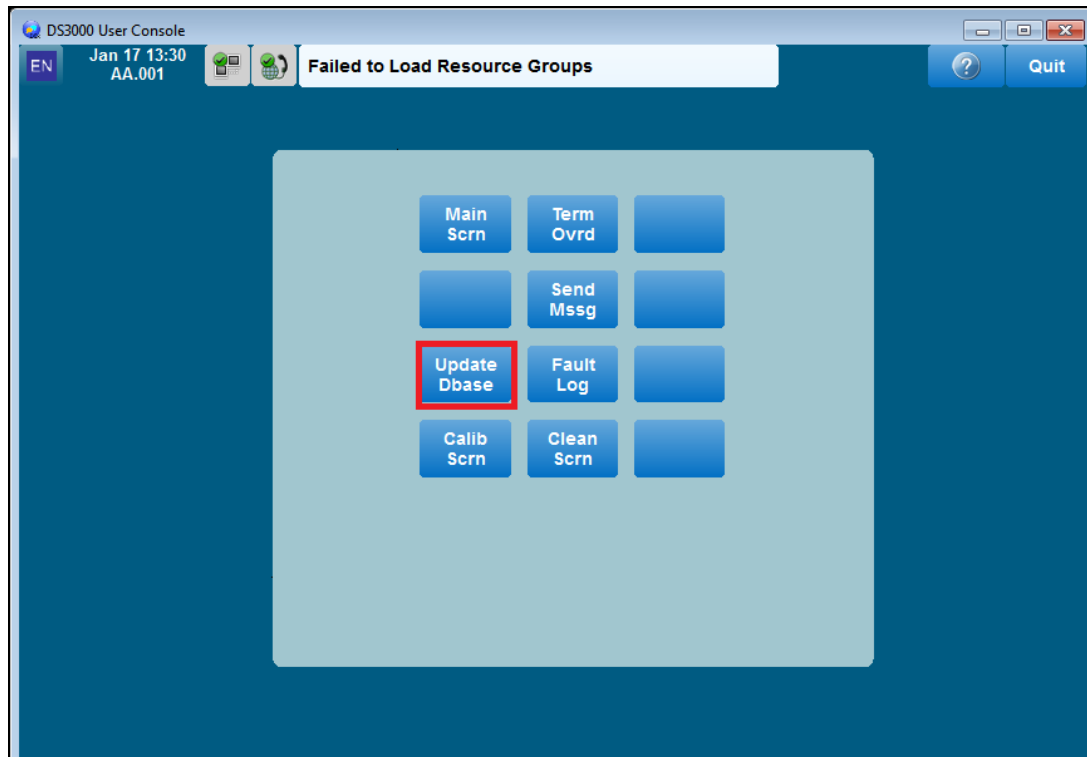 DS3000 User Console
EN
Jan 17 13:30
AA.001
Failed to Load Resource Groups
?
Quit
Main
Scrn
Term
Ovrd
Send
Mssg
Update
Dbase
Fault
Log
Calib
Scrn
Clean
Scrn